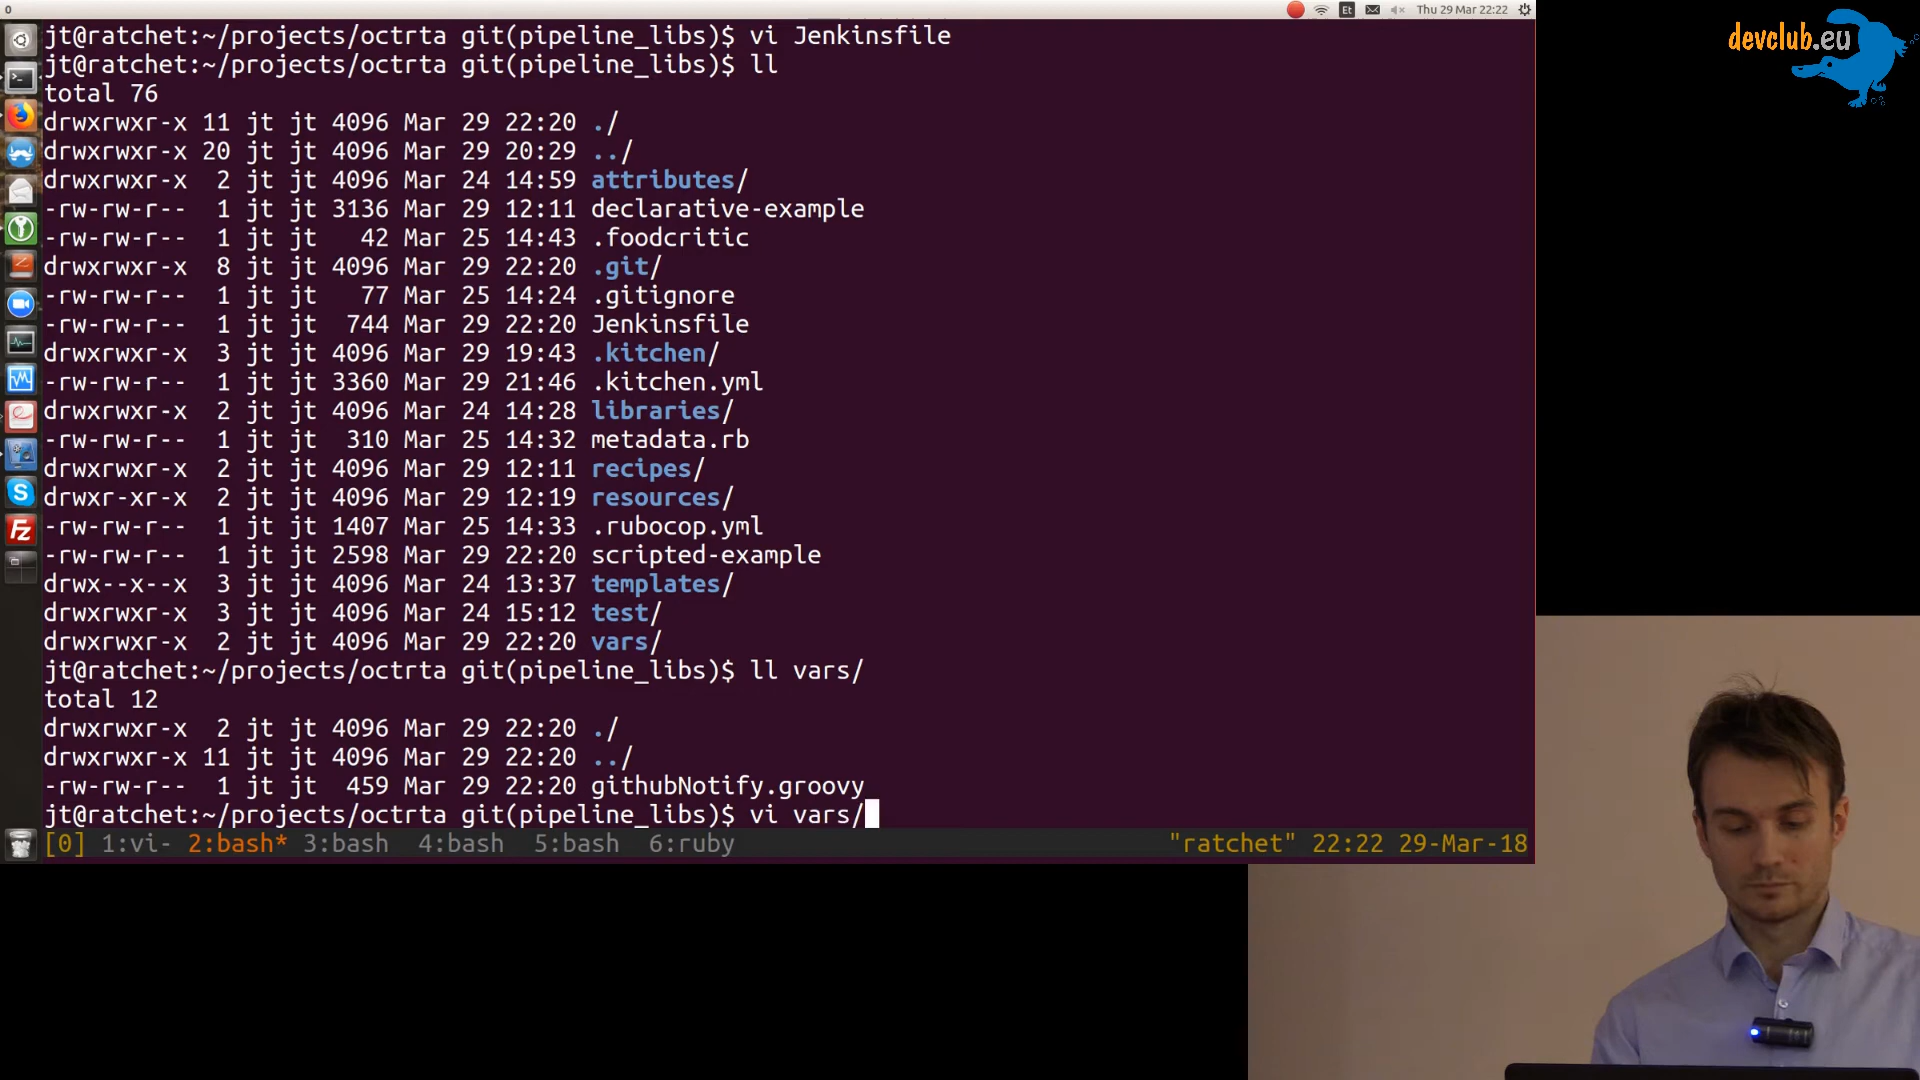 0
Et
Thu 29 Mar 22:22
devclub.eu
jt@ratchet:~/projects/octrta git(pipeline_libs)$ vi Jenkinsfile
jt@ratchet:~/projects/octrta git(pipeline_libs)$ ll
total 76
drwxrwxr-x 11 jt jt 4096 Mar 29 22:20 ./
drwxrwxr-x 20 jt jt 4096 Mar 29 20:29 ../
drwxrwxr-x  2 jt jt 4096 Mar 24 14:59 attributes/
-rw-rw-r--  1 jt jt 3136 Mar 29 12:11 declarative-example
-rw-rw-r--  1 jt jt   42 Mar 25 14:43 .foodcritic
drwxrwxr-x  8 jt jt 4096 Mar 29 22:20 .git/
-rw-rw-r--  1 jt jt   77 Mar 25 14:24 .gitignore
-rw-rw-r--  1 jt jt  744 Mar 29 22:20 Jenkinsfile
drwxrwxr-x  3 jt jt 4096 Mar 29 19:43 .kitchen/
-rw-rw-r--  1 jt jt 3360 Mar 29 21:46 .kitchen.yml
drwxrwxr-x  2 jt jt 4096 Mar 24 14:28 libraries/
-rw-rw-r--  1 jt jt  310 Mar 25 14:32 metadata.rb
drwxrwxr-x  2 jt jt 4096 Mar 29 12:11 recipes/
drwxr-xr-x  2 jt jt 4096 Mar 29 12:19 resources/
-rw-rw-r--  1 jt jt 1407 Mar 25 14:33 .rubocop.yml
-rw-rw-r--  1 jt jt 2598 Mar 29 22:20 scripted-example
drwx--x--x  3 jt jt 4096 Mar 24 13:37 templates/
drwxrwxr-x  3 jt jt 4096 Mar 24 15:12 test/
drwxrwxr-x  2 jt jt 4096 Mar 29 22:20 vars/
jt@ratchet:~/projects/octrta git(pipeline_libs)$ ll vars/
total 12
drwxrwxr-x  2 jt jt 4096 Mar 29 22:20 ./
drwxrwxr-x 11 jt jt 4096 Mar 29 22:20 ../
-rw-rw-r--  1 jt jt  459 Mar 29 22:20 githubNotify.groovy
jt@ratchet:~/projects/octrta git(pipeline_libs)$ vi vars/
[0] 1:vi- 2:bash* 3:bash  4:bash  5:bash  6:ruby "ratchet" 22:22 29-Mar-18
S
Fz